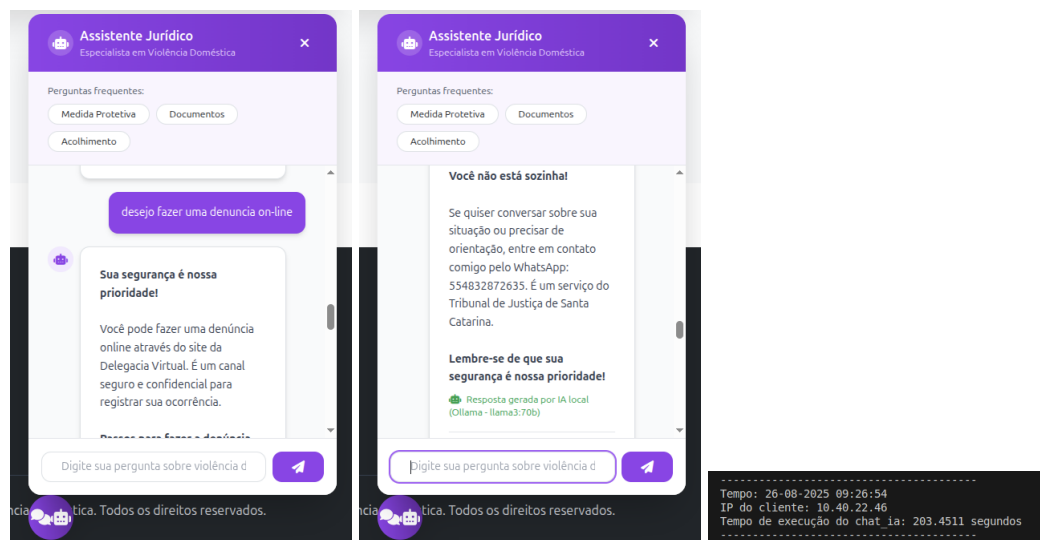 Assistente Jurídico
Especialista em Violência Doméstica
Perguntas frequentes:
Medida Protetiva
Documentos
Acolhimento
desejo fazer uma denuncia on-line
Sua segurança é nossa
prioridade!
Você pode fazer uma denúncia
online através do site da
Delegacia Virtual. É um canal
seguro e confidencial para
registrar sua ocorrência.
Passos para fazer a denúncia
Digite sua pergunta sobre violência d
tica. Todos os direitos reservados.
Assistente Jurídico
Especialista em Violência Doméstica
Perguntas frequentes:
Medida Protetiva
Documentos
Acolhimento
Você não está sozinha!
Se quiser conversar sobre sua
situação ou precisar de
orientação, entre em contato
comigo pelo WhatsApp:
554832872635. É um serviço do
Tribunal de Justiça de Santa
Catarina.
Lembre-se de que sua
segurança é nossa prioridade!
Resposta gerada por IA local
(Ollama - llama3:70b)
Digite sua pergunta sobre violência d
tica. Todos os direitos reservados.
----------------------------------------
Tempo: 26-08-2025 09:26:54
IP do cliente: 10.40.22.46
Tempo de execução do chat_ia: 203.4511 segundos
----------------------------------------